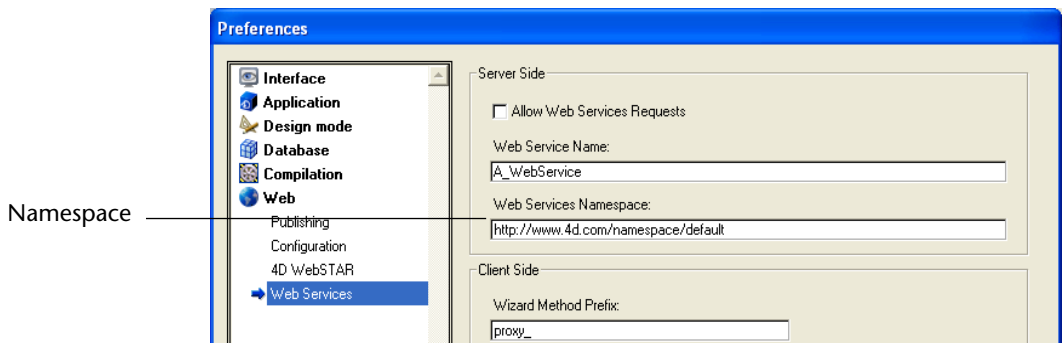 Preferences
Interface
Application
Design mode
Database
Compilation
Web
Publishing
Configuration
4D WebSTAR
Web Services
Server Side
Allow Web Services Requests
Web Service Name:
A_WebService
Web Services Namespace:
http://www.4d.com/namespace/default
Client Side
Wizard Method Prefix:
proxy_
Namespace